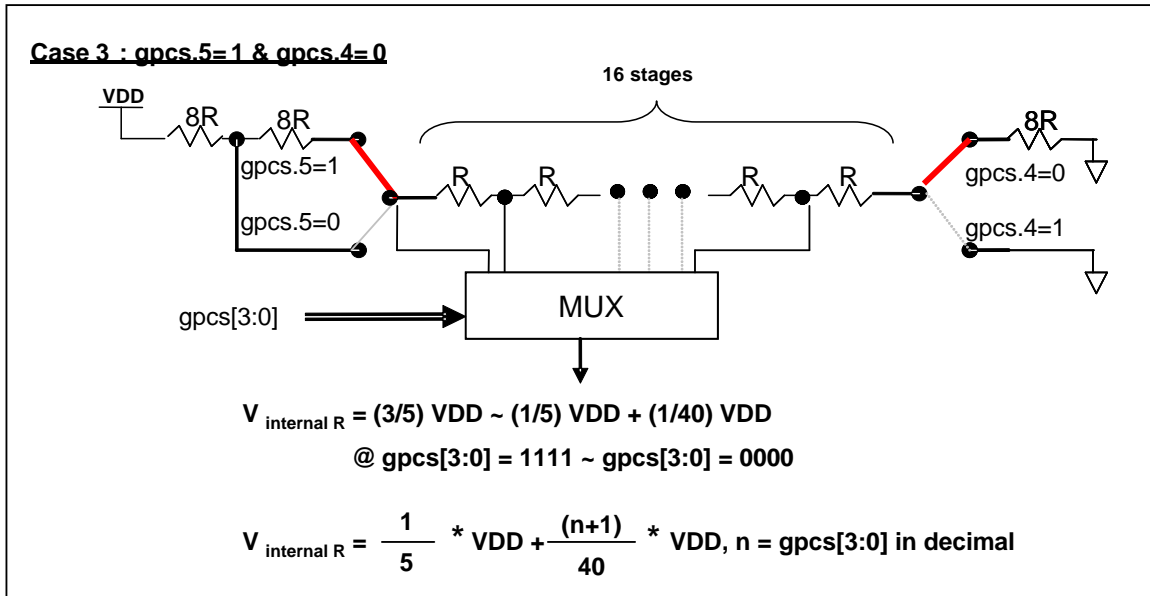 Case 3 : gpcs.5=1 & gpcs.4=0
16 stages
VDD
8R
8R
8R
gpcs.5=1
R
R
R
R
gpcs.4=0
gpcs.5=0
gpcs.4=1
MUX
gpcs[3:0]
V internal R = (3/5) VDD ~ (1/5) VDD + (1/40) VDD
@ gpcs[3:0] = 1111 ~ gpcs[3:0] = 0000
V internal R = 1/5 * VDD + (n+1)/40 * VDD, n = gpcs[3:0] in decimal